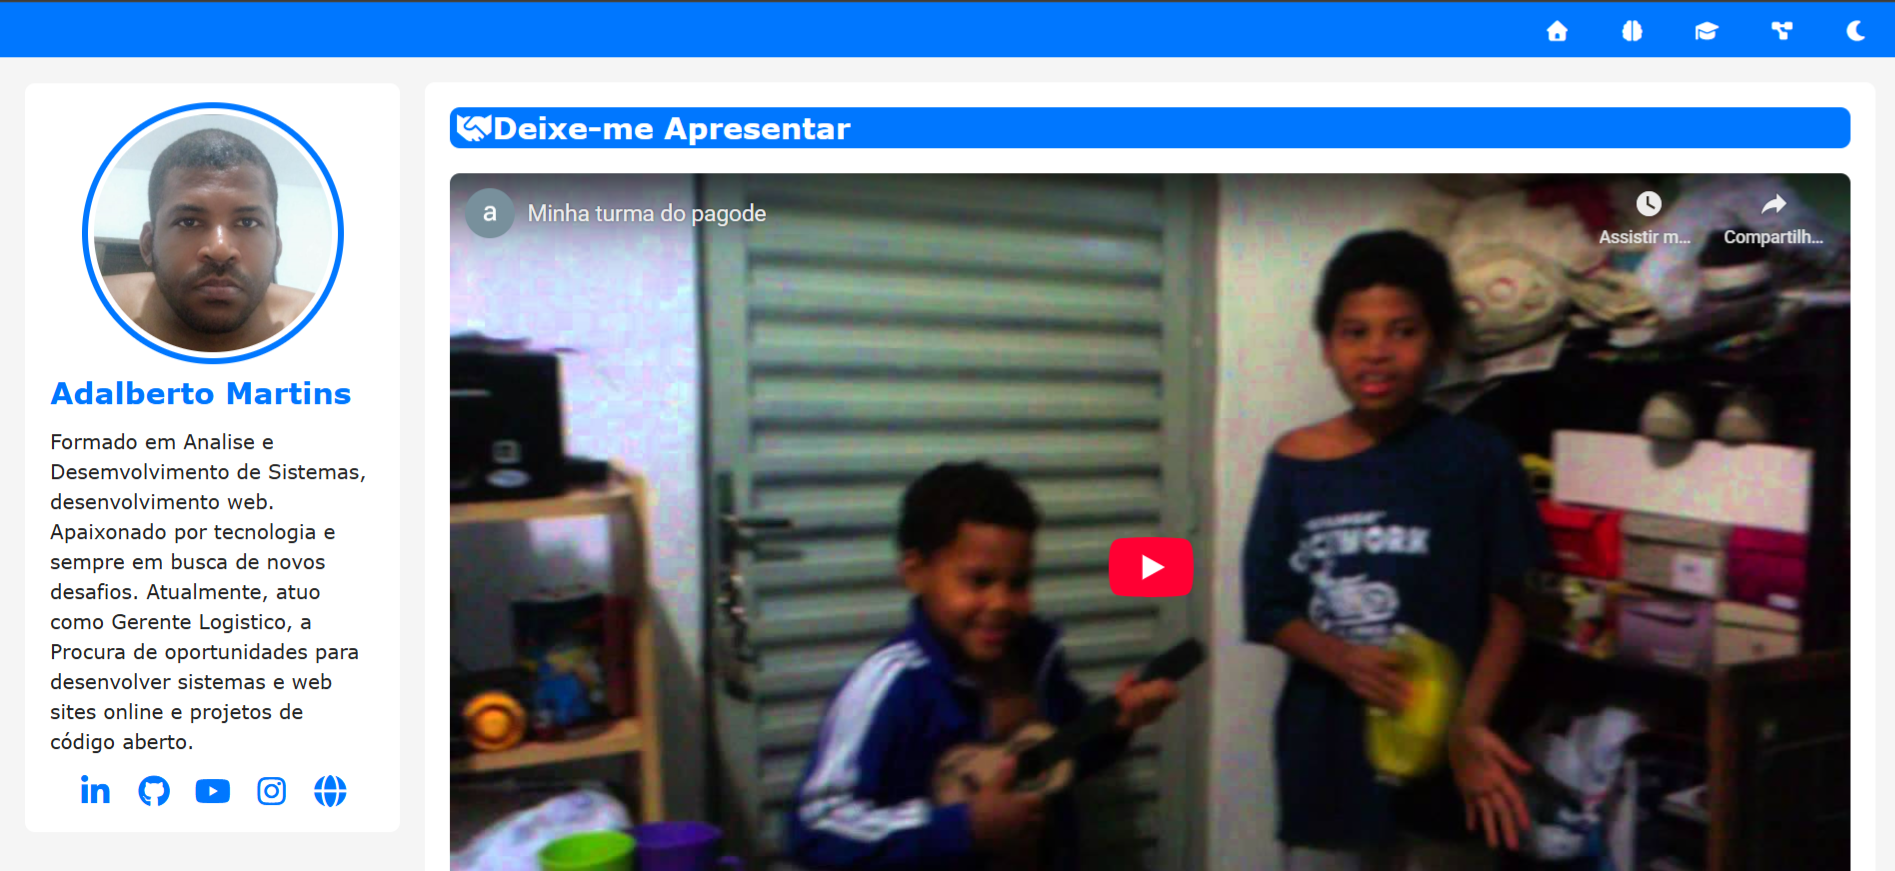 Deixe-me Apresentar
a
Minha turma do pagode
Assistir m...
Compartilh...
Adalberto Martins
Formado em Analise e
Desemvolvimento de Sistemas,
desenvolvimento web.
Apaixonado por tecnologia e
sempre em busca de novos
desafios. Atualmente, atuo
como Gerente Logistico, a
Procura de oportunidades para
desenvolver sistemas e web
sites online e projetos de
código aberto.
in